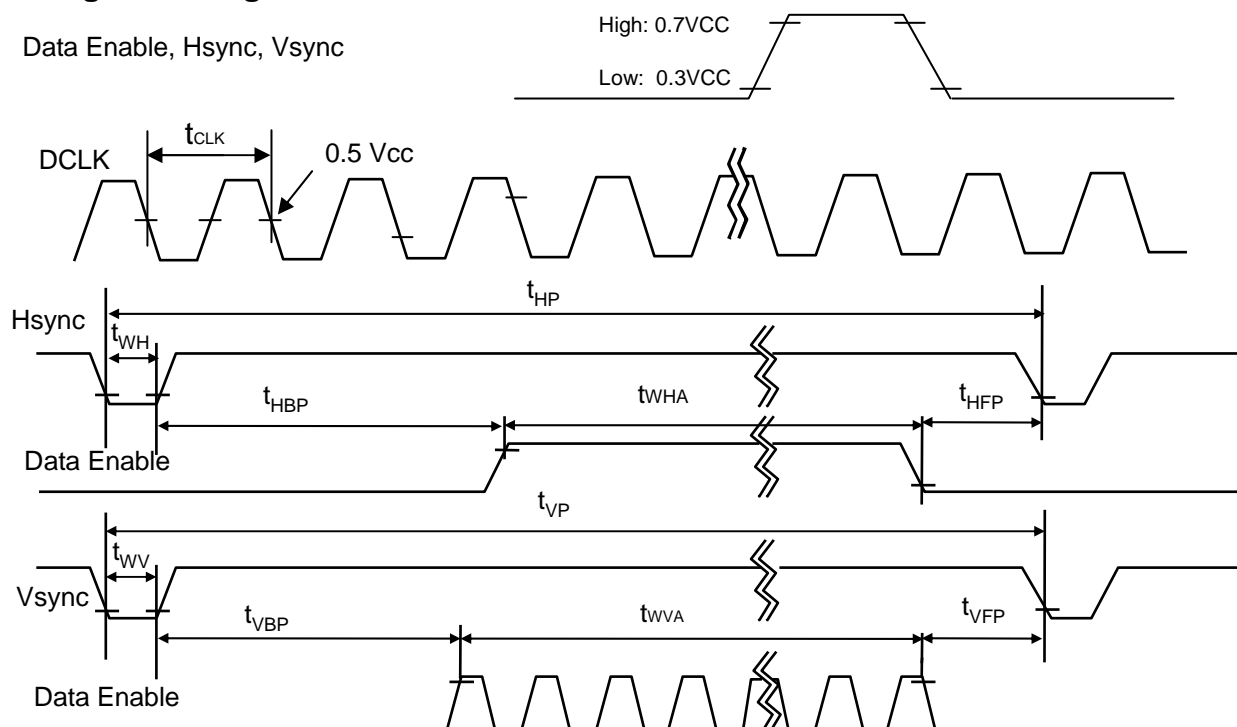 Data Enable, Hsync, Vsync
High: 0.7VCC
Low: 0.3VCC
tCLK
DCLK
0.5 Vcc
tHP
Hsync
tWH
tHBP
tWHA
tHFP
Data Enable
tVP
tWV
Vsync
tVBP
tWVA
tVFP
Data Enable